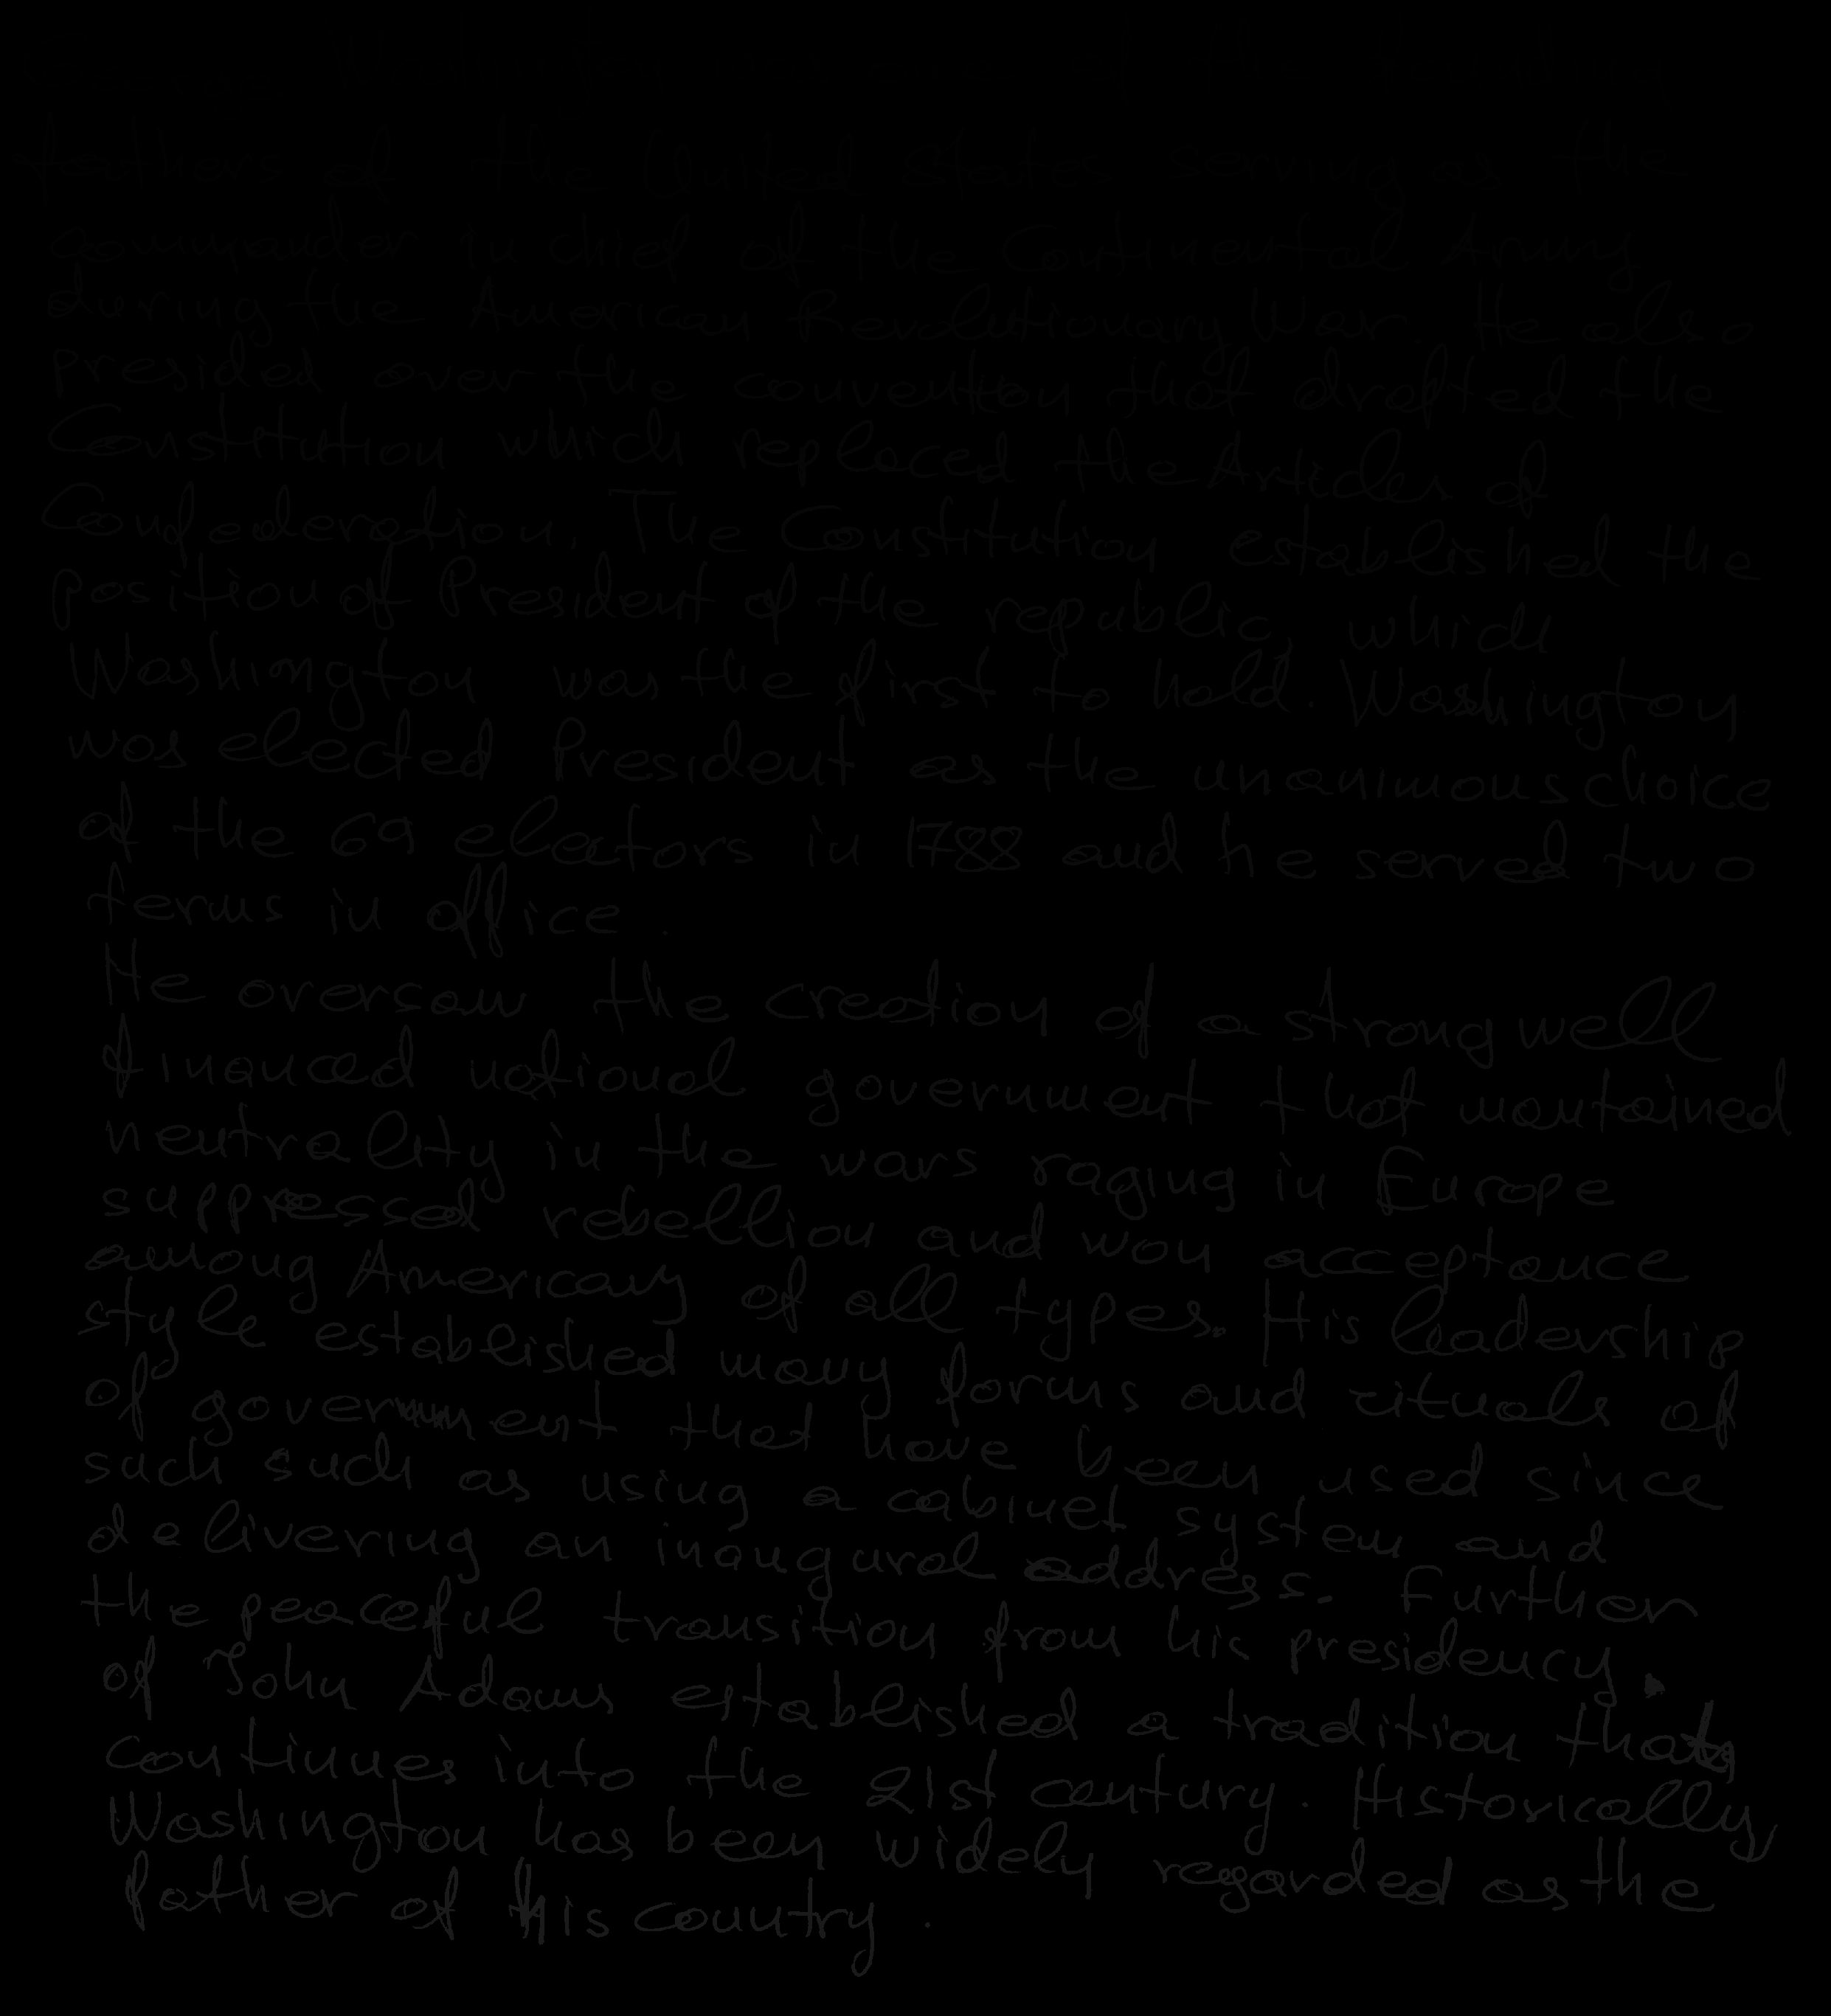 fathers of the United States serving as the
commander in chief of the Continental Army
during the American Revolutionary War. He also
presided over the convention that drafted the
Constitution which replaced the Articles of
Confederation. The Constitution established the
position of President of the republic, which
Washington was the first to hold. Washington
was elected President as the unanimous choice
of the 69 electors in 1788 and he served two
terms in office.
He oversaw the creation of a strong well
financed national government that mantained
neutrality in the wars raging in Europe
suppressed rebellion and won acceptance
among American of all types. His leadership
style established many forms and rituals of
of government that have been used since
such such as using a cabinet system and
delivering an inaugural address. Further
the peaceful transition from his presidency
of John Adams established a tradition that
continues into the 21st century. Historically
Washington has been widely regarded as the
father of his country.